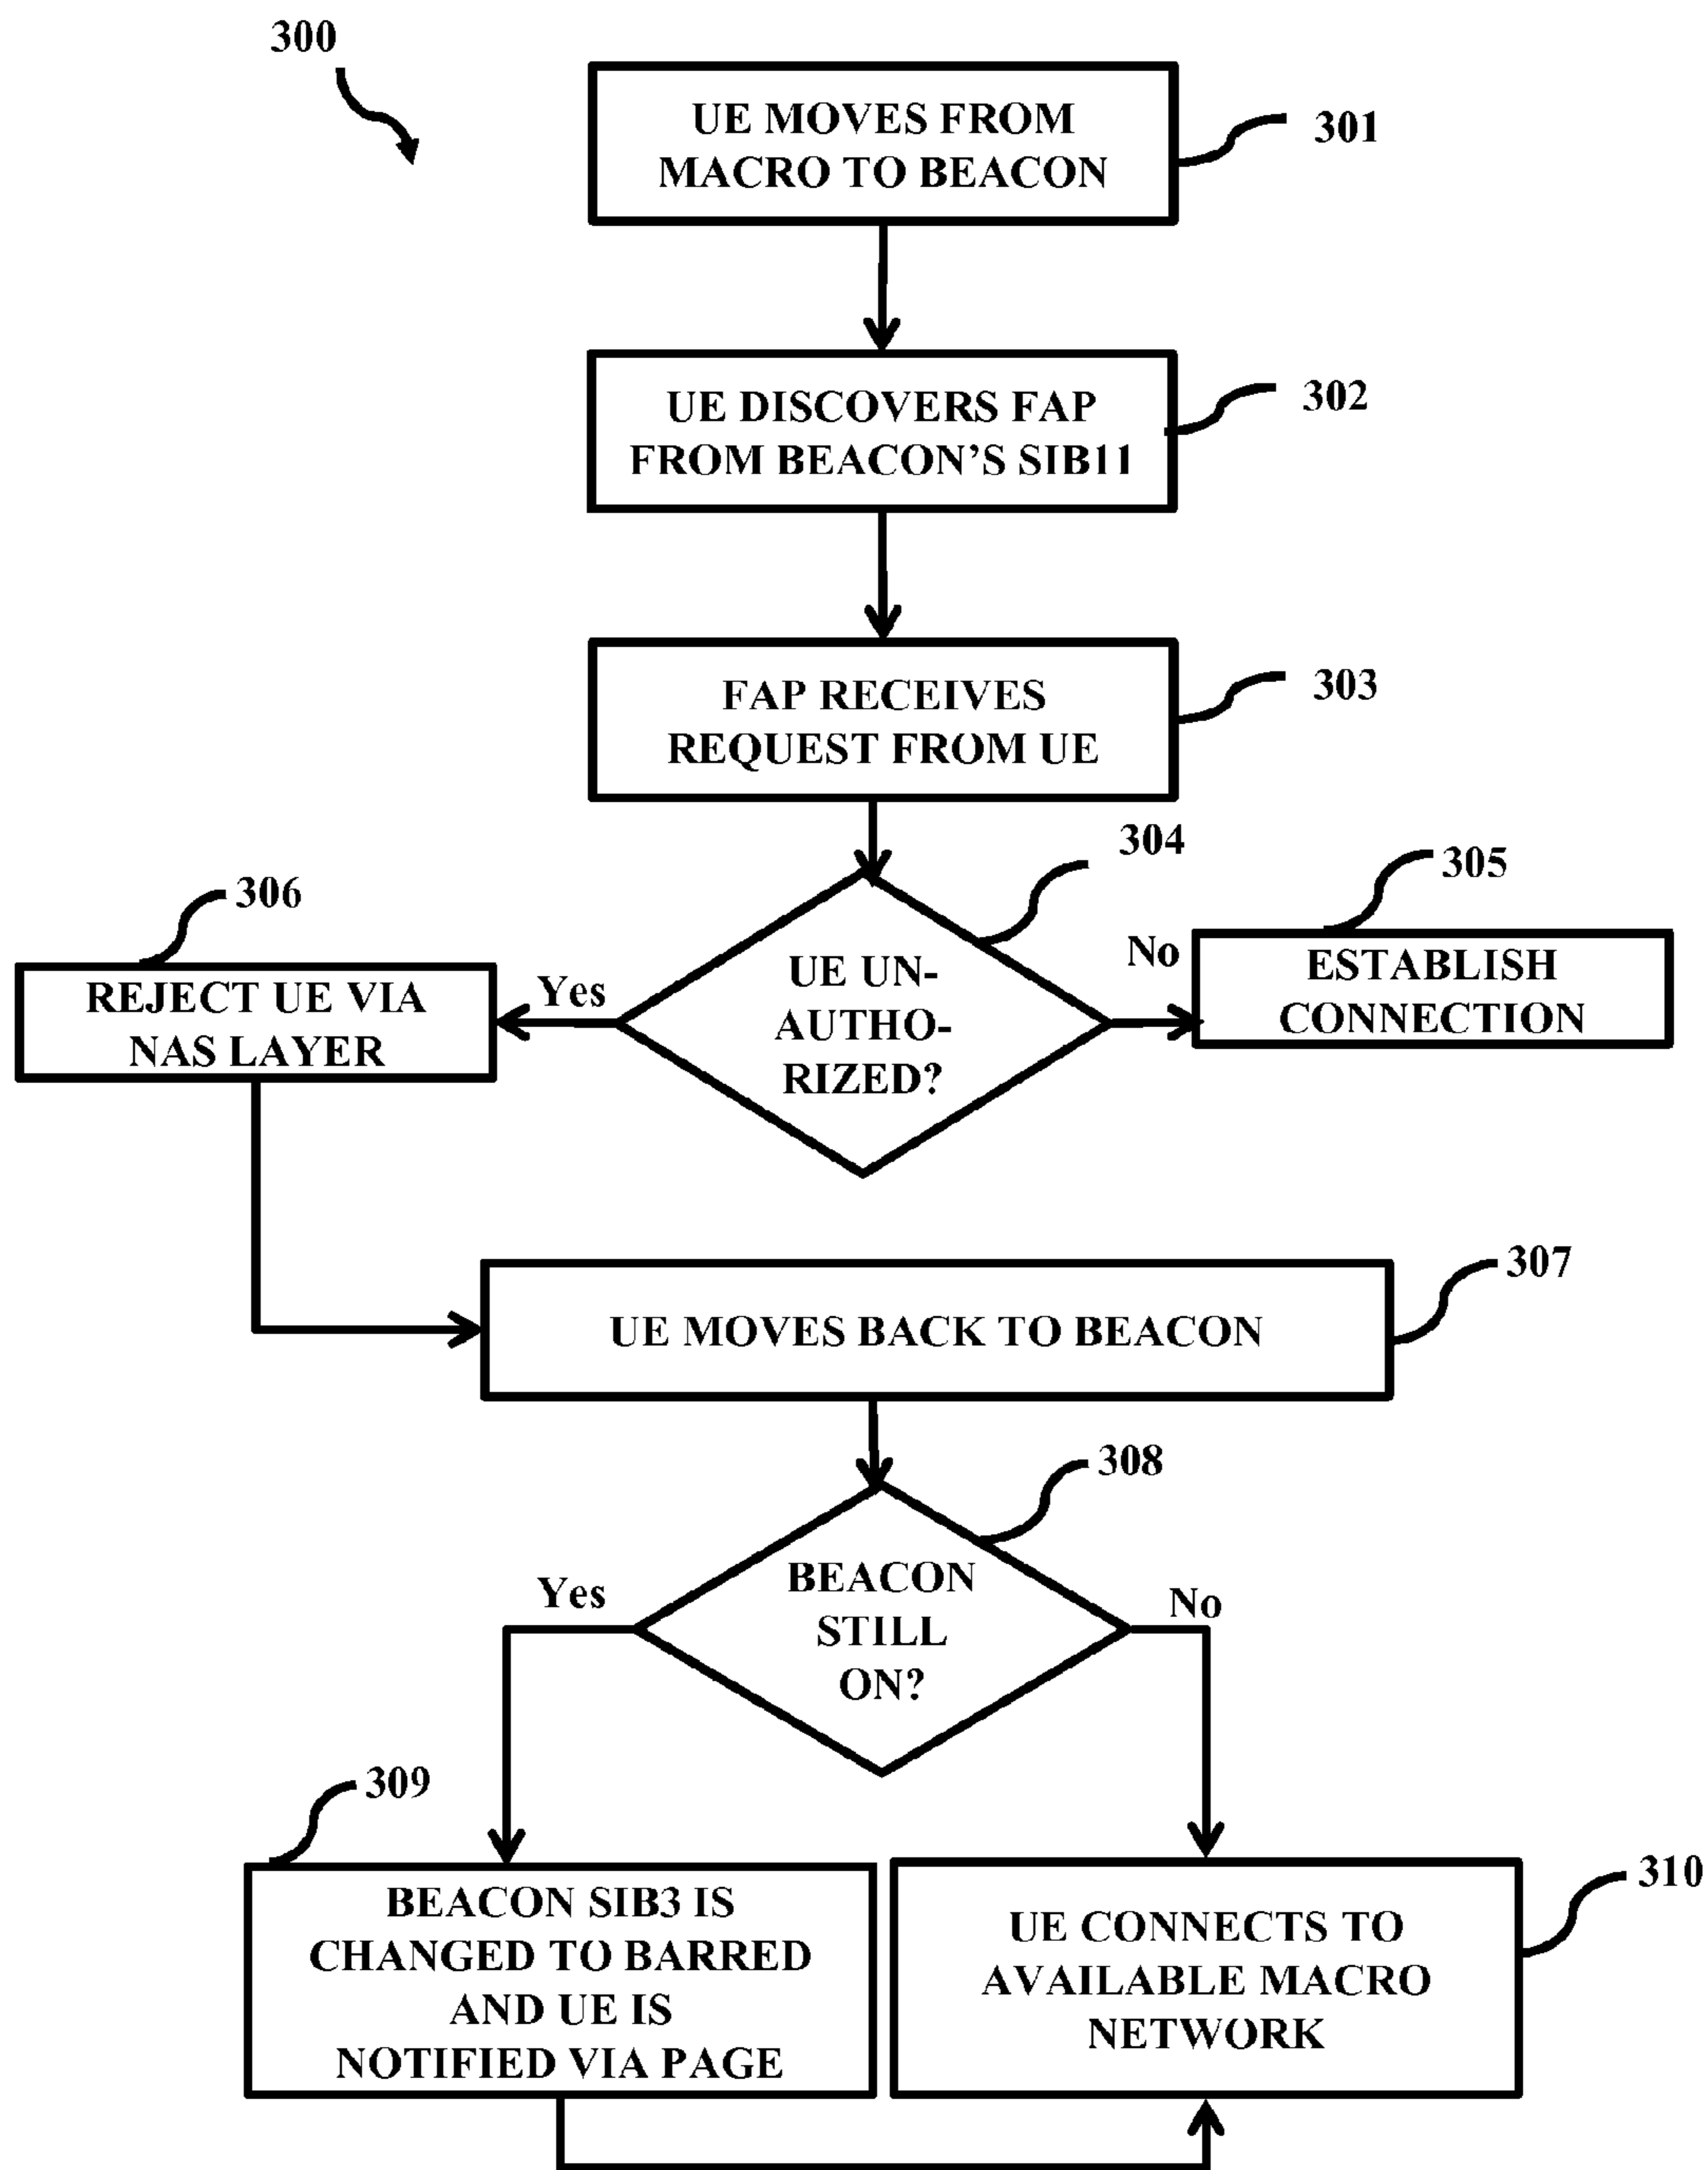 300
UE MOVES FROM
MACRO TO BEACON
301
UE DISCOVERS FAP
FROM BEACON'S SIB11
302
FAP RECEIVES
REQUEST FROM UE
303
304
UE UN-
AUTHO-
RIZED?
No
305
ESTABLISH
CONNECTION
Yes
306
REJECT UE VIA
NAS LAYER
307
UE MOVES BACK TO BEACON
308
BEACON
STILL
ON?
Yes
No
309
BEACON SIB3 IS
CHANGED TO BARRED
AND UE IS
NOTIFIED VIA PAGE
310
UE CONNECTS TO
AVAILABLE MACRO
NETWORK